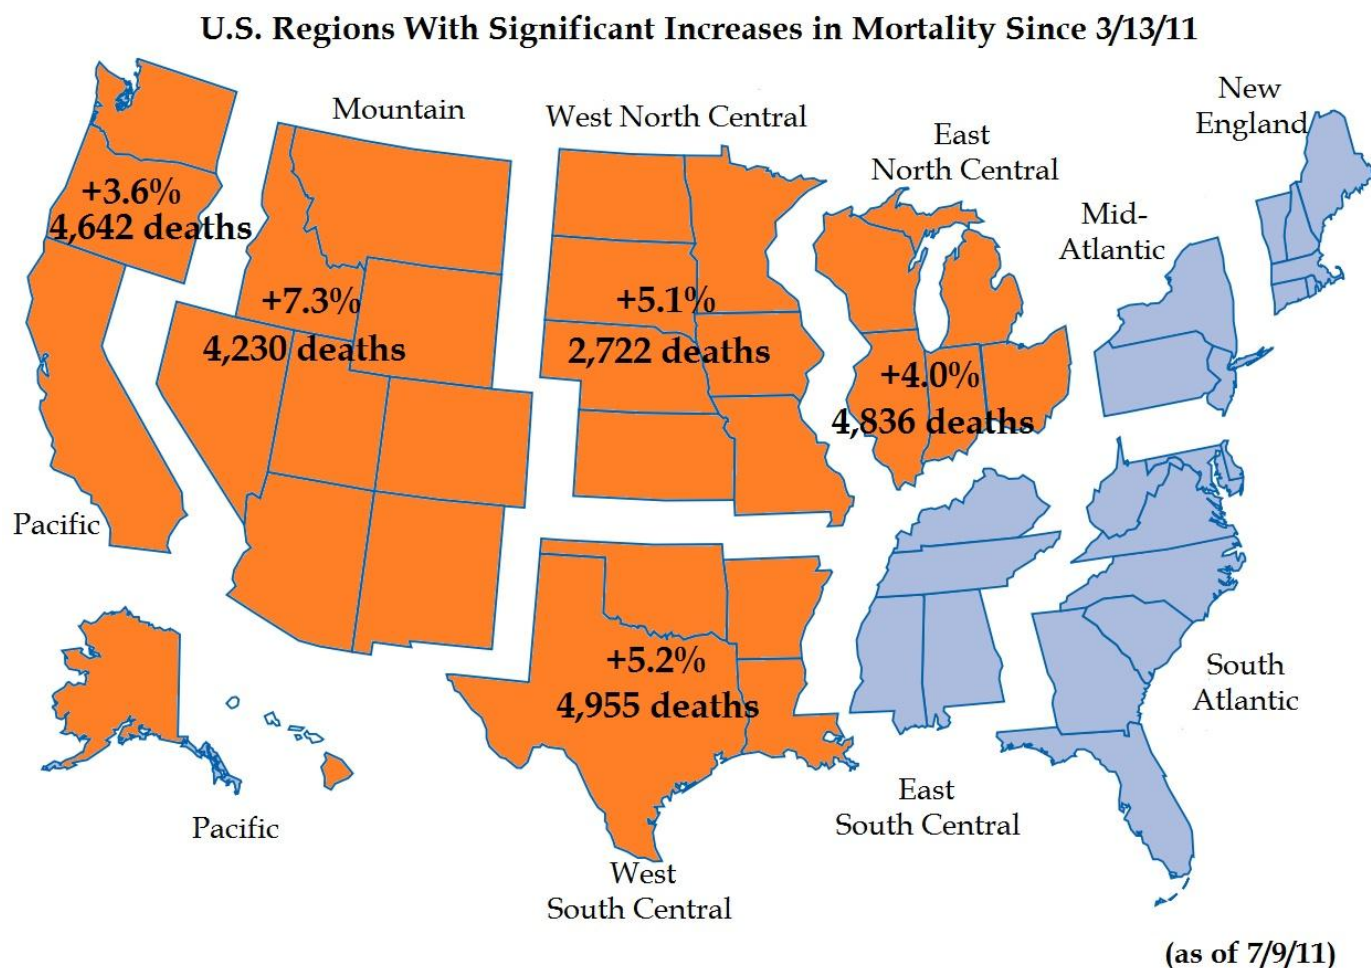 U.S. Regions With Significant Increases in Mortality Since 3/13/11
New
England
Mountain
West North Central
East
North Central
Mid-
Atlantic
+3.6%
4,642 deaths
+7.3%
4,230 deaths
+5.1%
2,722 deaths
+4.0%
4,836 deaths
Pacific
+5.2%
4,955 deaths
South
Atlantic
Pacific
East
South Central
West
South Central
(as of 7/9/11)